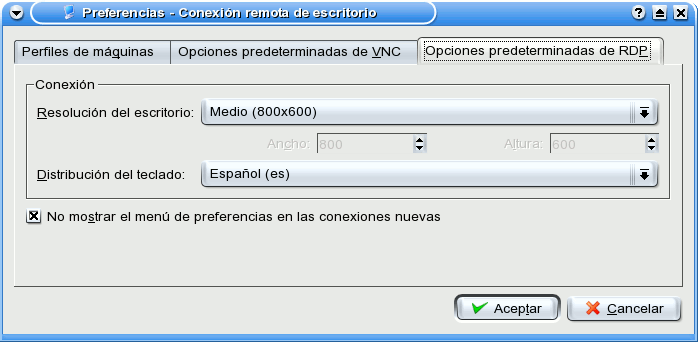 Preferencias - Conexión remota de escritorio
Perfiles de máquinas Opciones predeterminadas de VNC Opciones predeterminadas de RDP
Conexión
Resolución del escritorio: Medio (800x600)
Ancho: 800 Altura: 600
Distribución del teclado: Español (es)
No mostrar el menú de preferencias en las conexiones nuevas
Aceptar Cancelar